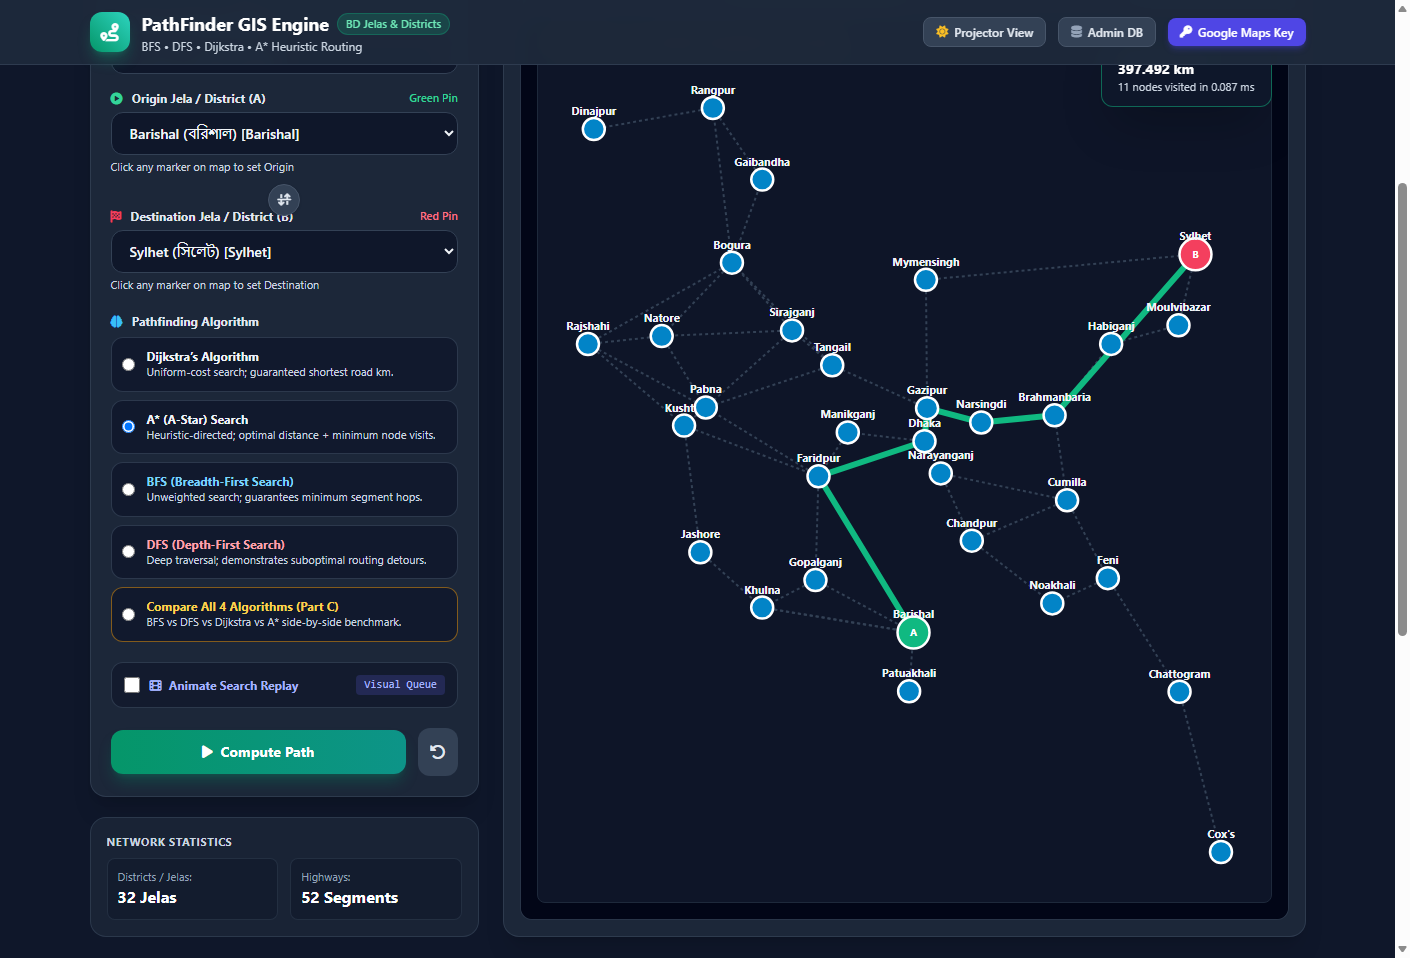 PathFinder GIS Engine
BD Jelas & Districts
BFS • DFS • Dijkstra • A* Heuristic Routing
Projector View
Admin DB
Google Maps Key
Origin Jela / District (A)
Green Pin
Barishal (বরিশাল) [Barishal]
Click any marker on map to set Origin
Destination Jela / District (B)
Red Pin
Sylhet (সিলেট) [Sylhet]
Click any marker on map to set Destination
Pathfinding Algorithm
Dijkstra's Algorithm
Uniform-cost search; guaranteed shortest road km.
A* (A-Star) Search
Heuristic-directed; optimal distance + minimum node visits.
BFS (Breadth-First Search)
Unweighted search; guarantees minimum segment hops.
DFS (Depth-First Search)
Deep traversal; demonstrates suboptimal routing detours.
Compare All 4 Algorithms (Part C)
BFS vs DFS vs Dijkstra vs A* side-by-side benchmark.
Animate Search Replay
Visual Queue
Compute Path
NETWORK STATISTICS
Districts / Jelas:
32 Jelas
Highways:
52 Segments
397.492 km
11 nodes visited in 0.087 ms
Rangpur
Dinajpur
Gaibandha
Sylhet
B
Bogura
Mymensingh
Moulvibazar
Sirajganj
Natore
Rajshahi
Habiganj
Tangail
Pabna
Gazipur
Brahmanbaria
Narsingdi
Kusht
Manikganj
Dhaka
Narayanganj
Faridpur
Cumilla
Chandpur
Jashore
Gopalganj
Feni
Noakhali
Khulna
Barishal
A
Patuakhali
Chattogram
Cox's